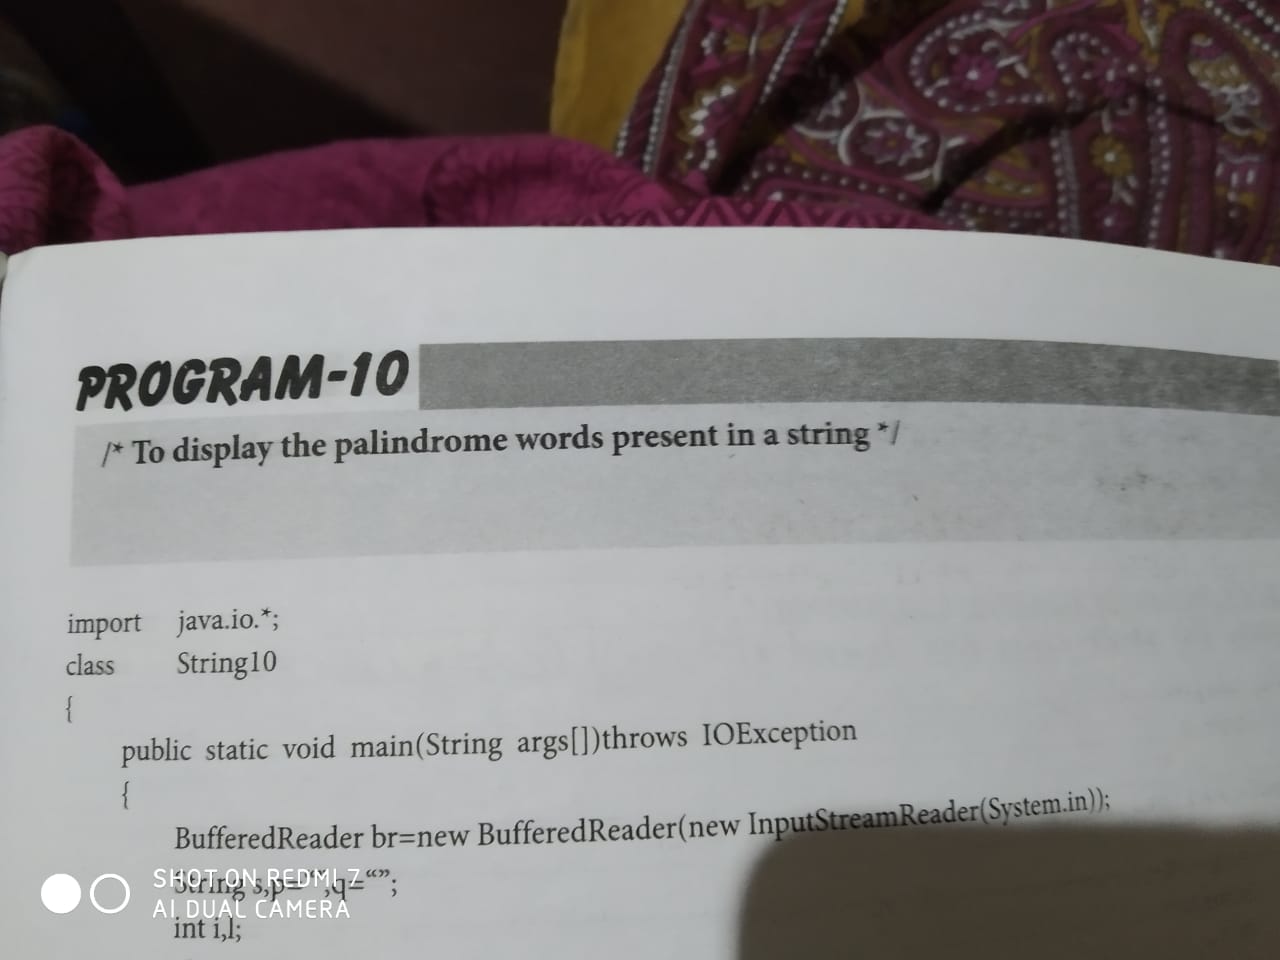 PROGRAM-10
/* To display the palindrome words present in a string */
import java.io.*;
class String10
{
public static void main(String args[])throws IOException
{
BufferedReader br=new BufferedReader(new InputStreamReader(System.in));
String s,p=“”,q=“”;
int i,l;
SHOT ON REDMI 7
AI DUAL CAMERA